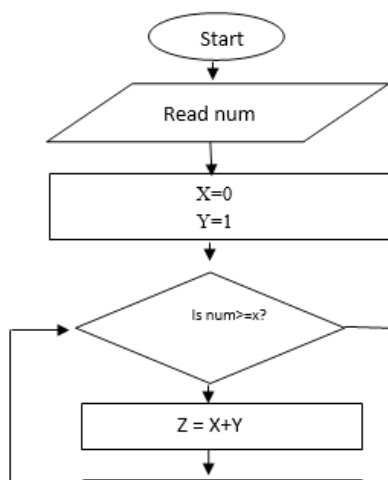 Start
Read num
X=0
Y=1
Is num>=x?
Z = X+Y